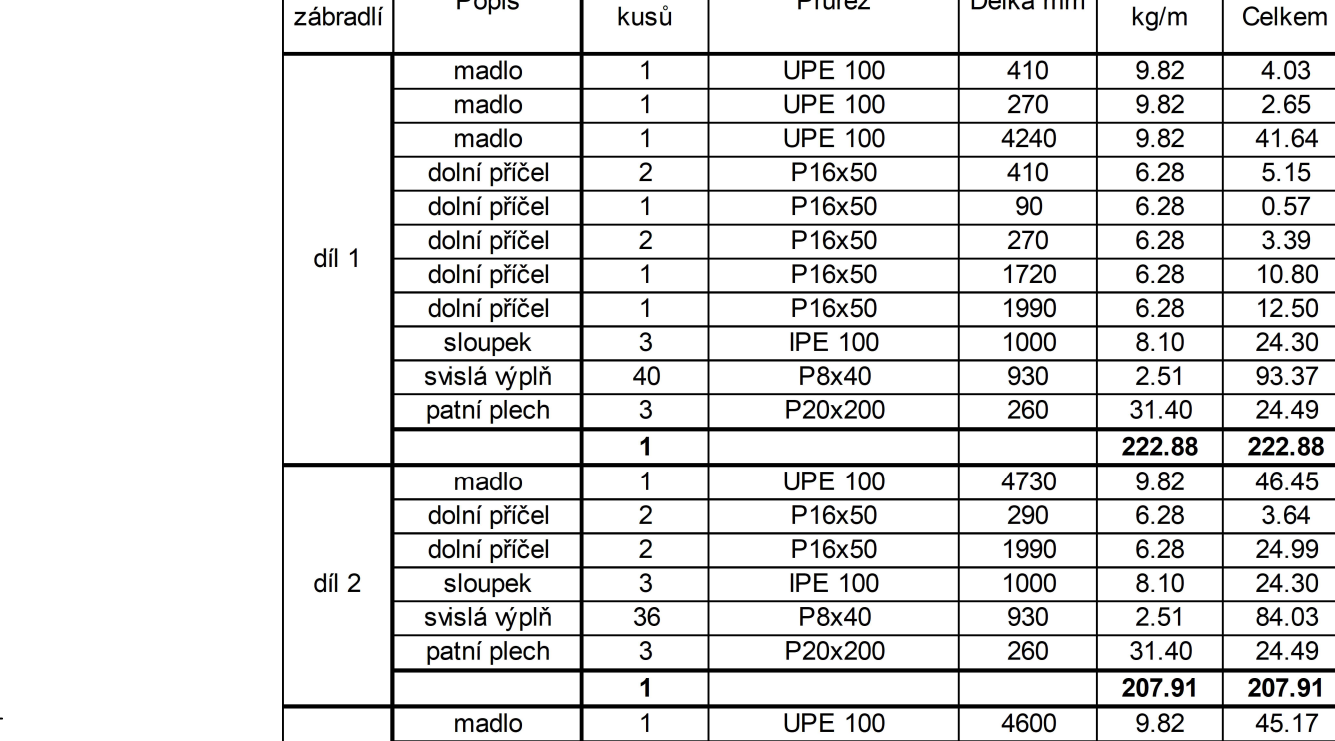 zábradlí Popis kusů Průřez Délka mm kg/m Celkem
madlo 1 UPE 100 410 9.82 4.03
madlo 1 UPE 100 270 9.82 2.65
madlo 1 UPE 100 4240 9.82 41.64
dolní příčel 2 P16x50 410 6.28 5.15
dolní příčel 1 P16x50 90 6.28 0.57
dolní příčel 2 P16x50 270 6.28 3.39
díl 1
dolní příčel 1 P16x50 1720 6.28 10.80
dolní příčel 1 P16x50 1990 6.28 12.50
sloupek 3 IPE 100 1000 8.10 24.30
svislá výplň 40 P8x40 930 2.51 93.37
patní plech 3 P20x200 260 31.40 24.49
1 222.88 222.88
madlo 1 UPE 100 4730 9.82 46.45
dolní příčel 2 P16x50 290 6.28 3.64
dolní příčel 2 P16x50 1990 6.28 24.99
díl 2 sloupek 3 IPE 100 1000 8.10 24.30
svislá výplň 36 P8x40 930 2.51 84.03
patní plech 3 P20x200 260 31.40 24.49
1 207.91 207.91
madlo 1 UPE 100 4600 9.82 45.17